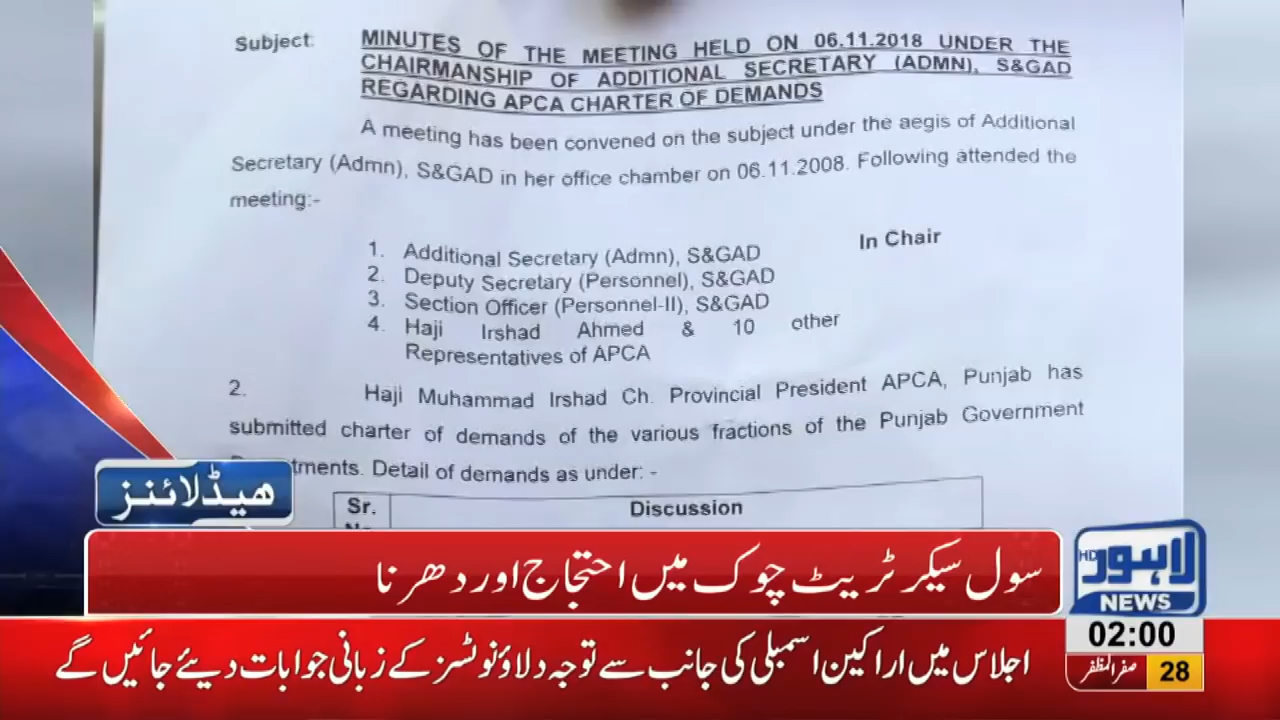 Subject: MINUTES OF THE MEETING HELD ON 06.11.2018 UNDER THE
CHAIRMANSHIP OF ADDITIONAL SECRETARY (ADMN), S&GAD
REGARDING APCA CHARTER OF DEMANDS
A meeting has been convened on the subject under the aegis of Additional
Secretary (Admn), S&GAD in her office chamber on 06.11.2008. Following attended the
meeting:-
In Chair
1. Additional Secretary (Admn), S&GAD
2. Deputy Secretary (Personnel), S&GAD
3. Section Officer (Personnel-II), S&GAD
4. Haji Irshad Ahmed & 10 other
Representatives of APCA
2. Haji Muhammad Irshad Ch. Provincial President APCA, Punjab has
submitted charter of demands of the various fractions of the Punjab Government
tments. Detail of demands as under: -
Sr. Discussion
ھیڈلائنز
سول سیکرٹریٹ چوک میں احتجاج اور دھرنا
لاہور HD
NEWS
02:00
اجلاس میں اراکین اسمبلی کی جانب سے توجہ دلاؤ نوٹسز کے زبانی جوابات دیئے جائیں گے
صفر المظفر 28